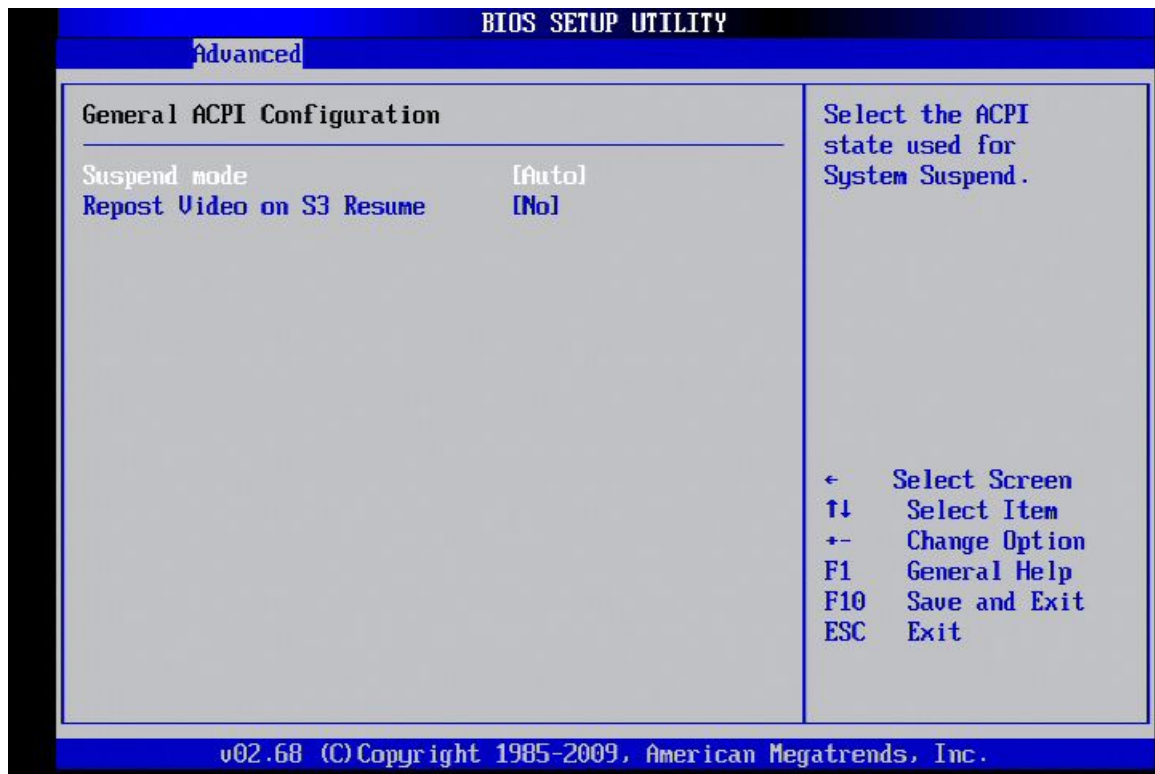 BIOS SETUP UTILITY
Advanced
General ACPI Configuration
Suspend mode [Auto]
Repost Video on S3 Resume [No]
Select the ACPI
state used for
System Suspend.
← Select Screen
↑↓ Select Item
+- Change Option
F1 General Help
F10 Save and Exit
ESC Exit
v02.68 (C)Copyright 1985-2009, American Megatrends, Inc.